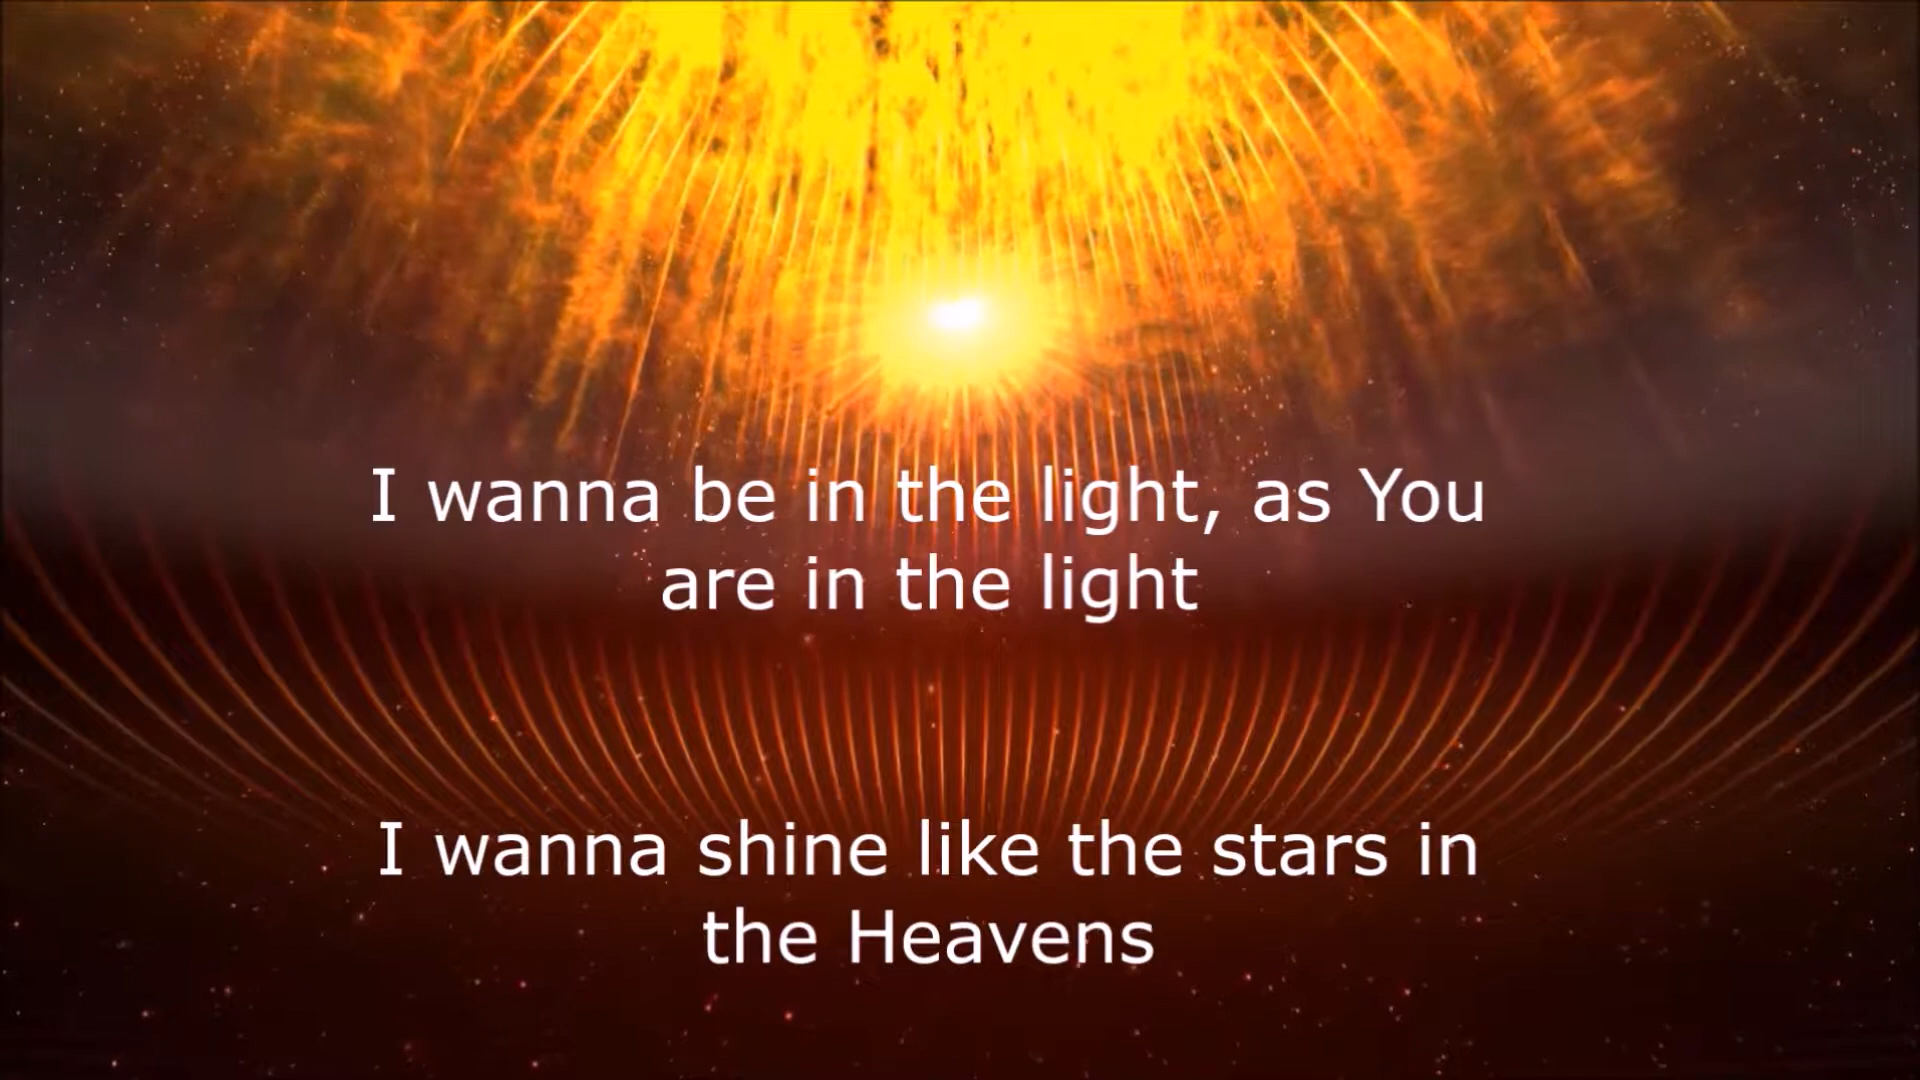 I wanna be in the light, as You
are in the light
I wanna shine like the stars in
the Heavens